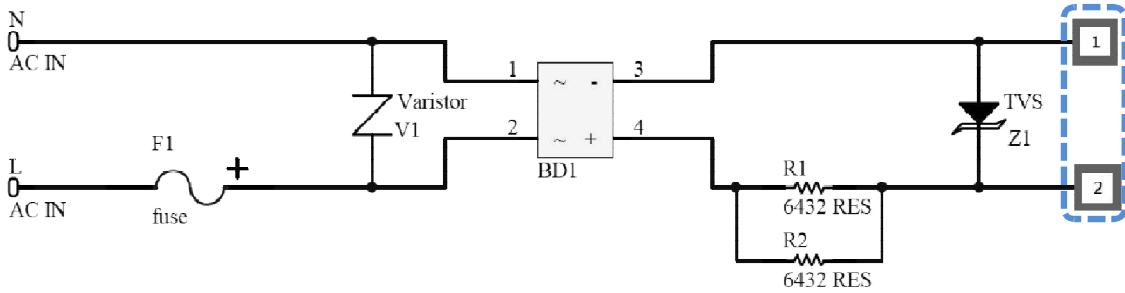 N
AC IN
Varistor
V1
1
~ -
3
2
~ +
4
BD1
1
TVS
Z1
2
F1
+
L
AC IN
fuse
R1
6432 RES
R2
6432 RES